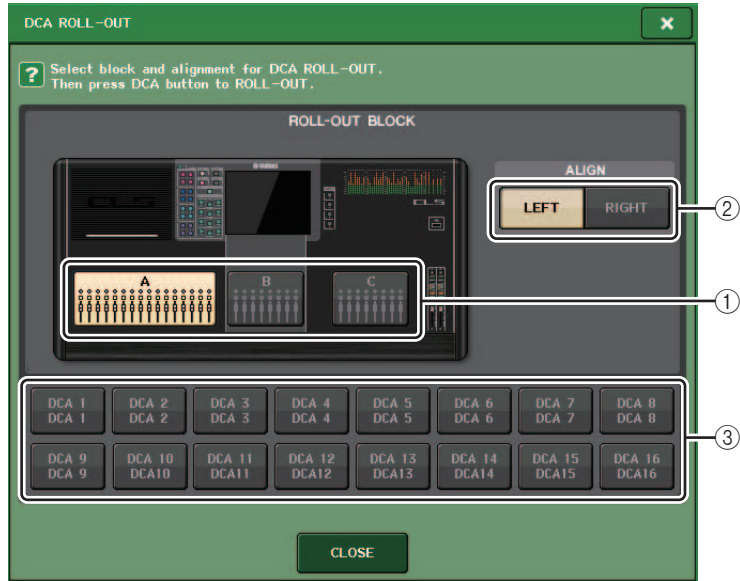 DCA ROLL-OUT
?
Select block and alignment for DCA ROLL-OUT.
Then press DCA button to ROLL-OUT.
ROLL-OUT BLOCK
YAMAHA
CL5
ALIGN
LEFT RIGHT
②
A B C
①
DCA 1 DCA 2 DCA 3 DCA 4 DCA 5 DCA 6 DCA 7 DCA 8
DCA 1 DCA 2 DCA 3 DCA 4 DCA 5 DCA 6 DCA 7 DCA 8
③
DCA 9 DCA 10 DCA 11 DCA 12 DCA 13 DCA 14 DCA 15 DCA 16
DCA 9 DCA10 DCA11 DCA12 DCA13 DCA14 DCA15 DCA16
CLOSE